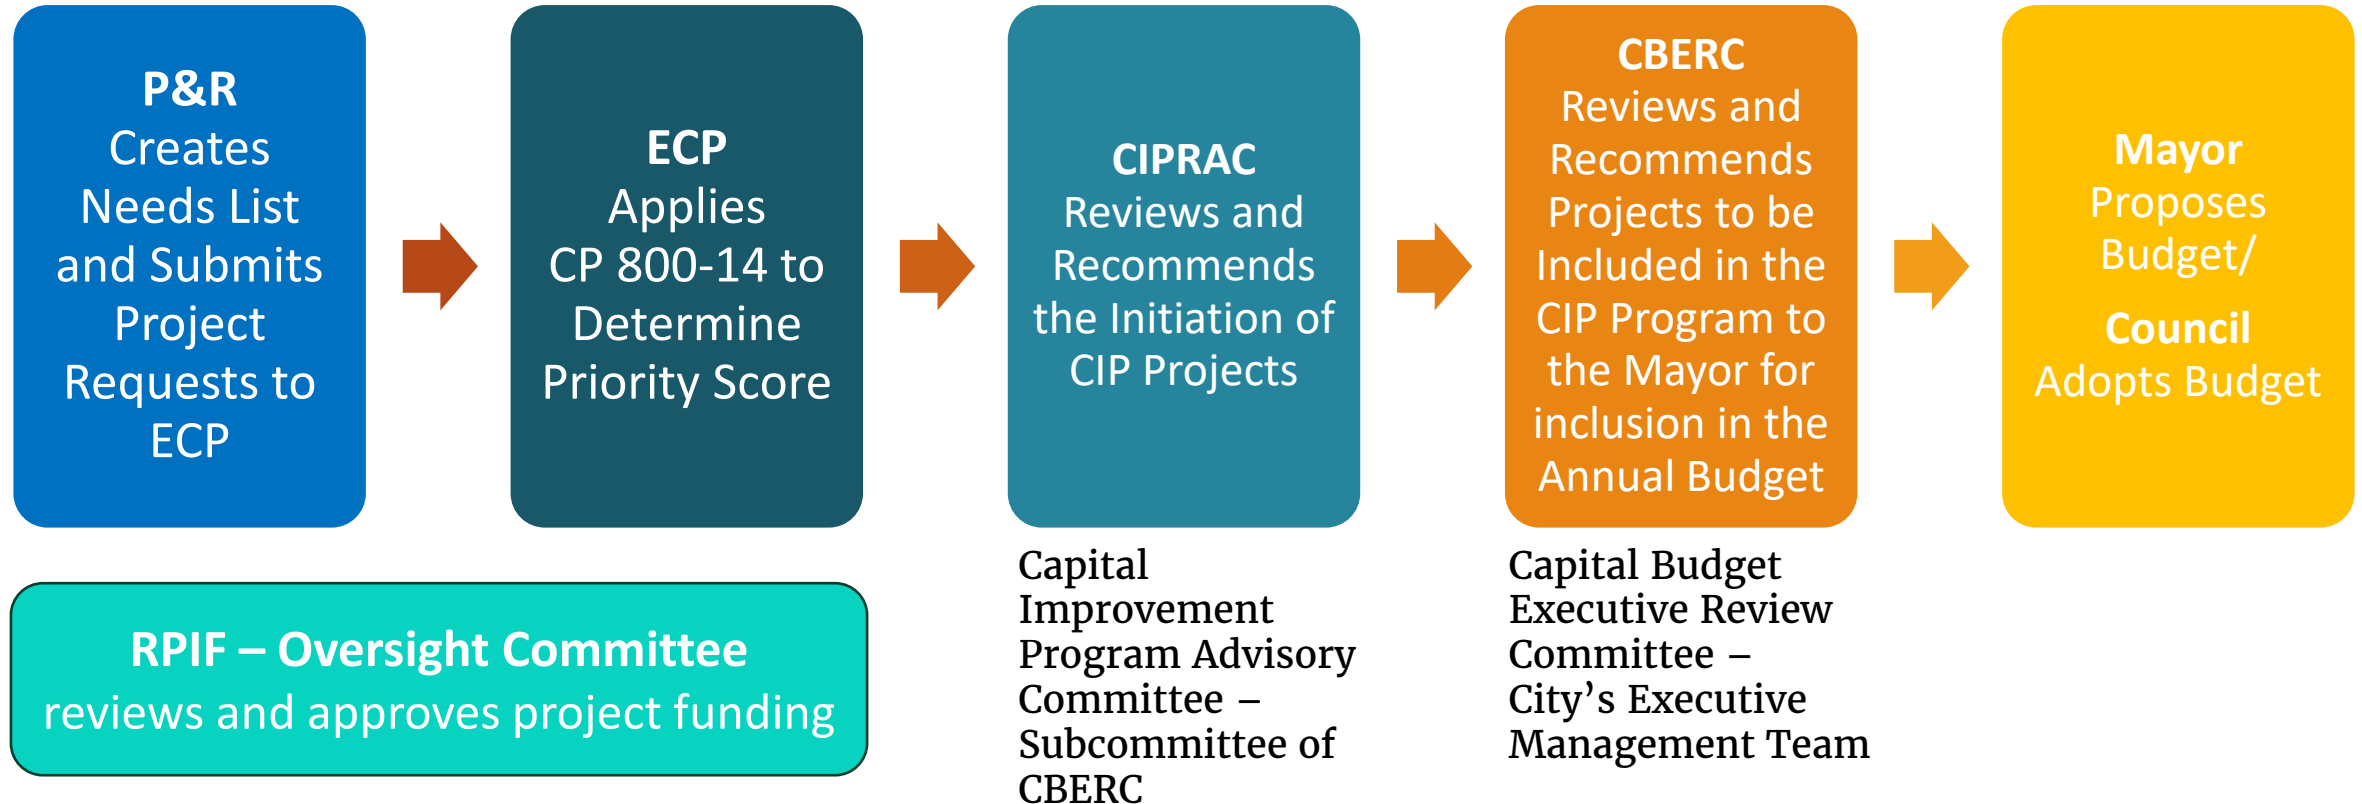 P&R
Creates
Needs List
and Submits
Project
Requests to
ECP
ECP
Applies
CP 800-14 to
Determine
Priority Score
CIPRAC
Reviews and
Recommends
the Initiation of
CIP Projects
CBERC
Reviews and
Recommends
Projects to be
Included in the
CIP Program to
the Mayor for
inclusion in the
Annual Budget
Mayor
Proposes
Budget/
Council
Adopts Budget
RPIF – Oversight Committee
reviews and approves project funding
Capital
Improvement
Program Advisory
Committee –
Subcommittee of
CBERC
Capital Budget
Executive Review
Committee –
City’s Executive
Management Team